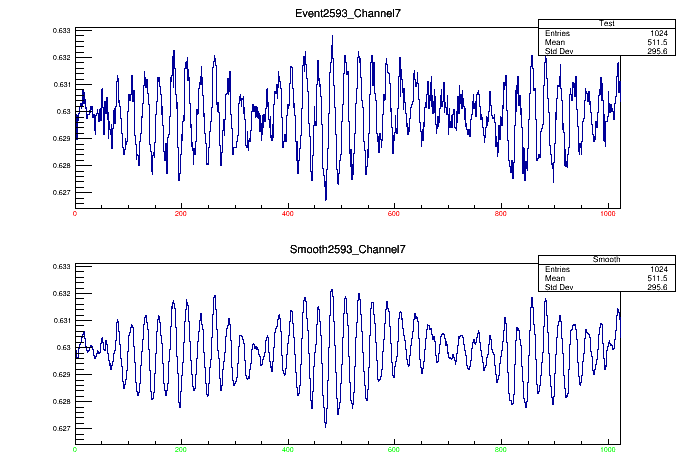 Event2593_Channel7
Test
Entries 1024
Mean 511.5
Std Dev 295.6
0.633
0.632
0.631
0.63
0.629
0.628
0.627
0 200 400 600 800 1000
Smooth2593_Channel7
Smooth
Entries 1024
Mean 511.5
Std Dev 295.6
0.633
0.632
0.631
0.63
0.629
0.628
0.627
0 200 400 600 800 1000